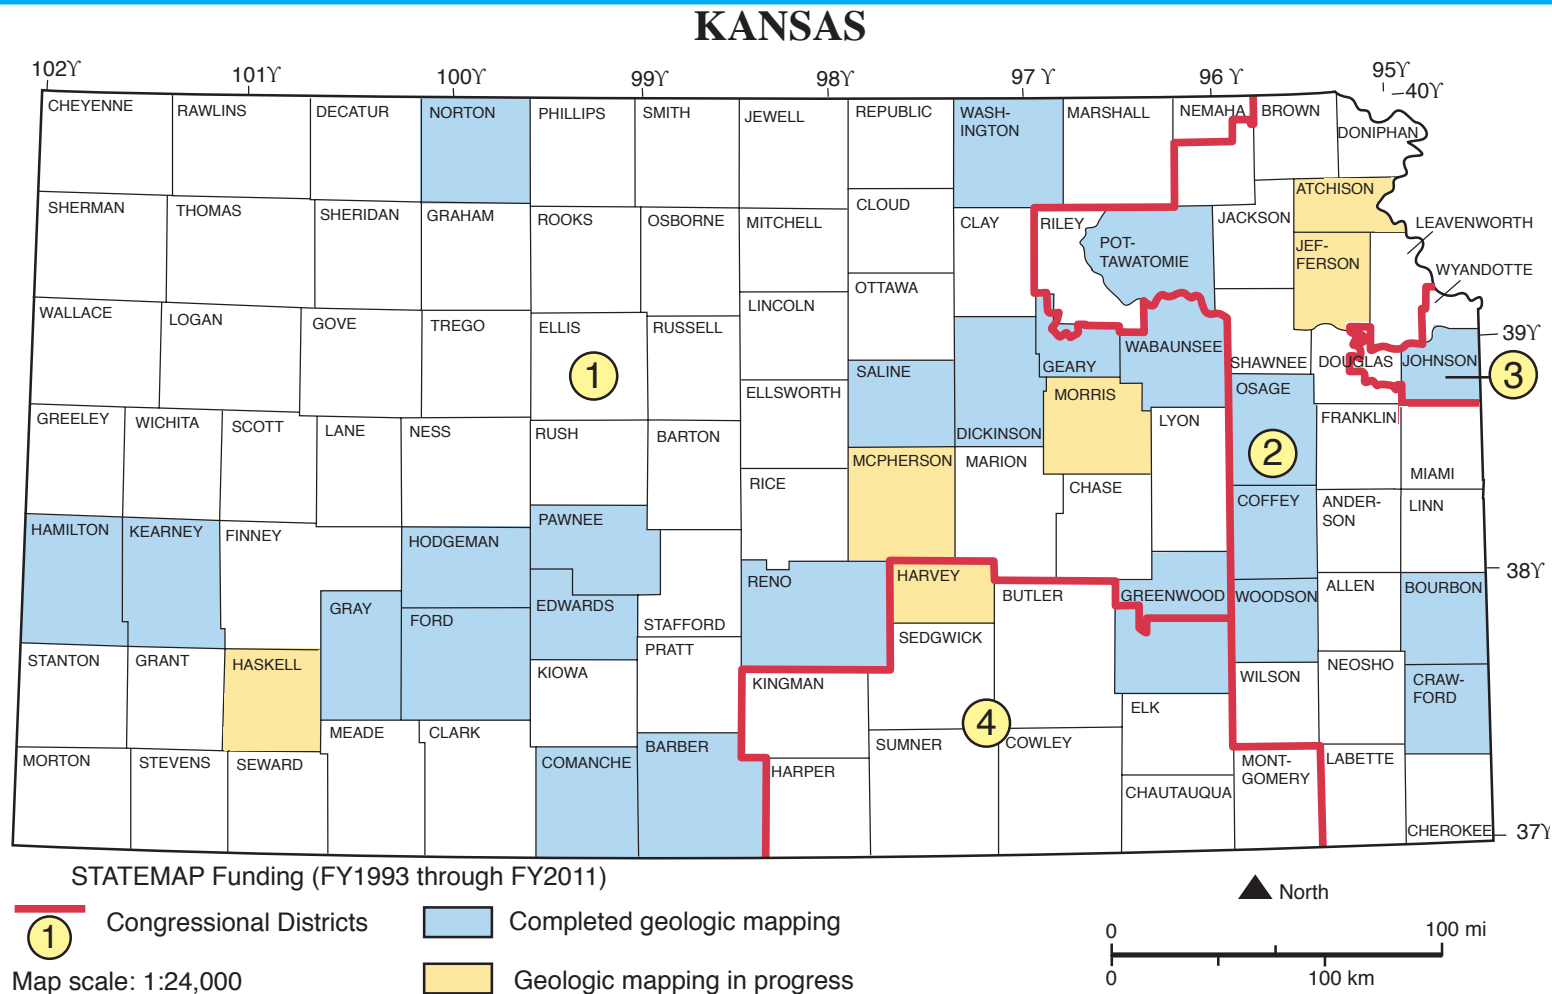 KANSAS
102ϒ 101ϒ 100ϒ 99ϒ 98ϒ 97ϒ 96ϒ 95ϒ
40ϒ
CHEYENNE RAWLINS DECATUR NORTON PHILLIPS SMITH JEWELL REPUBLIC WASH-
INGTON MARSHALL NEMAHA BROWN
DONIPHAN
SHERMAN THOMAS SHERIDAN GRAHAM ROOKS OSBORNE MITCHELL CLOUD CLAY RILEY POT-
TAWATOMIE JACKSON ATCHISON
LEAVENWORTH
JEF-
FERSON
WYANDOTTE
WALLACE LOGAN GOVE TREGO ELLIS RUSSELL LINCOLN OTTAWA
39ϒ
1
SALINE GEARY WABAUNSEE SHAWNEE DOUGLAS JOHNSON
3
ELLSWORTH DICKINSON MORRIS OSAGE
GREELEY WICHITA SCOTT LANE NESS RUSH BARTON LYON FRANKLIN
2
RICE MCPHERSON MARION CHASE MIAMI
COFFEY ANDER-
SON LINN
HAMILTON KEARNEY FINNEY HODGEMAN PAWNEE
38ϒ
RENO HARVEY BUTLER GREENWOOD WOODSON ALLEN BOURBON
GRAY FORD EDWARDS STAFFORD
SEDGWICK
STANTON GRANT HASKELL KIOWA PRATT KINGMAN WILSON NEOSHO CRAW-
FORD
4
ELK
MEADE CLARK BARBER SUMNER COWLEY
MORTON STEVENS SEWARD COMANCHE HARPER CHAUTAUQUA MONT-
GOMERY LABETTE
CHEROKEE
37ϒ
STATEMAP Funding (FY1993 through FY2011)
North
1
Congressional Districts
Completed geologic mapping
0 100 mi
Map scale: 1:24,000
Geologic mapping in progress
0 100 km